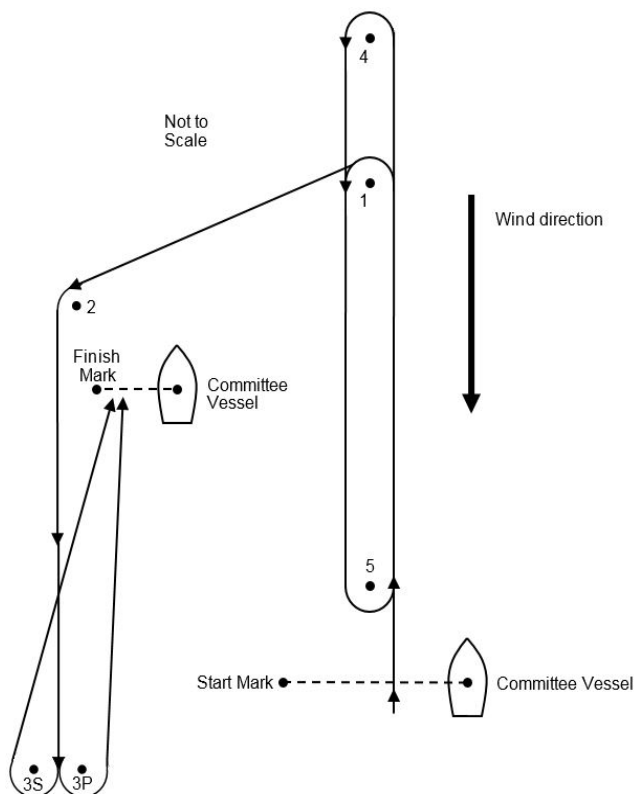 4
Not to
Scale
1
Wind direction
2
Finish
Mark
Committee
Vessel
5
Start Mark
Committee Vessel
3S
3P